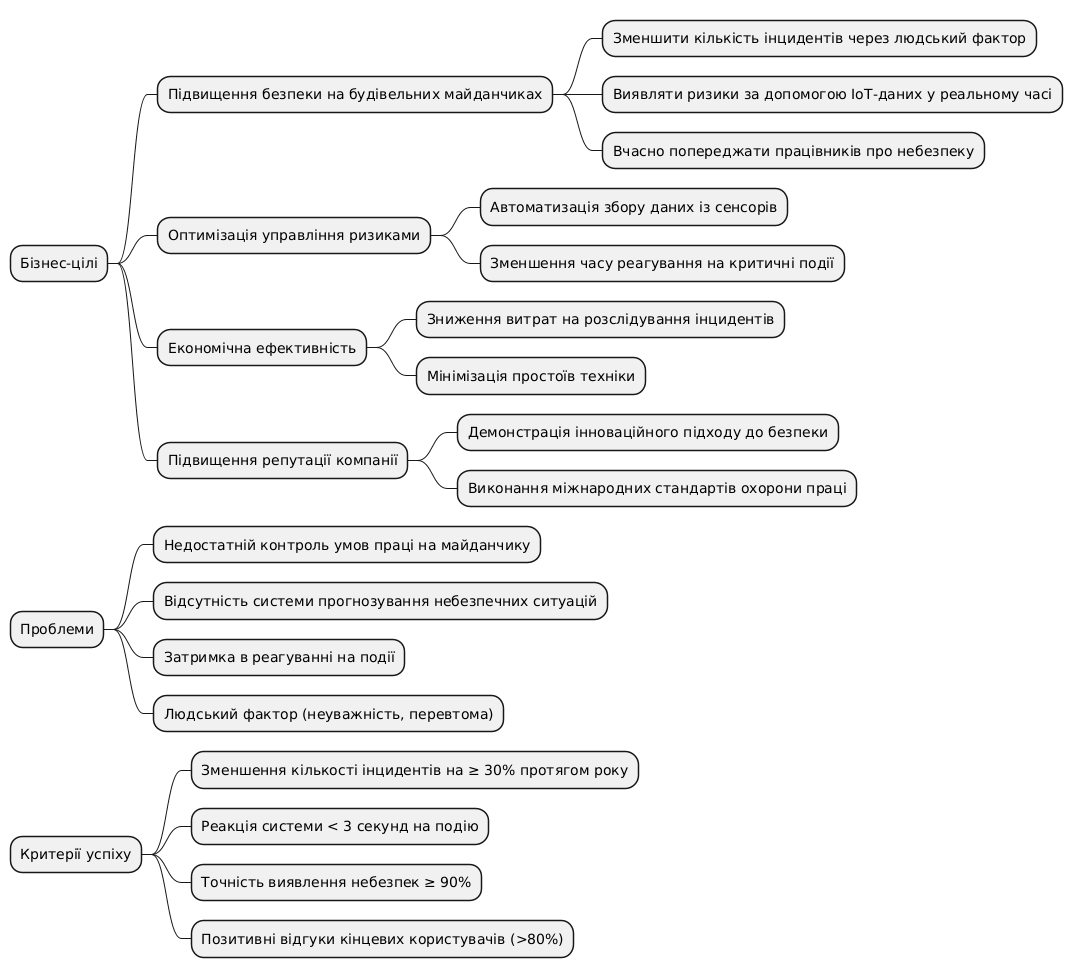 Бізнес-цілі
Підвищення безпеки на будівельних майданчиках
Зменшити кількість інцидентів через людський фактор
Виявляти ризики за допомогою IoT-даних у реальному часі
Вчасно попереджати працівників про небезпеку
Оптимізація управління ризиками
Автоматизація збору даних із сенсорів
Зменшення часу реагування на критичні події
Економічна ефективність
Зниження витрат на розслідування інцидентів
Мінімізація простоїв техніки
Підвищення репутації компанії
Демонстрація інноваційного підходу до безпеки
Виконання міжнародних стандартів охорони праці
Проблеми
Недостатній контроль умов праці на майданчику
Відсутність системи прогнозування небезпечних ситуацій
Затримка в реагуванні на події
Людський фактор (неуважність, перевтома)
Критерії успіху
Зменшення кількості інцидентів на ≥ 30% протягом року
Реакція системи < 3 секунд на подію
Точність виявлення небезпек ≥ 90%
Позитивні відгуки кінцевих користувачів (>80%)